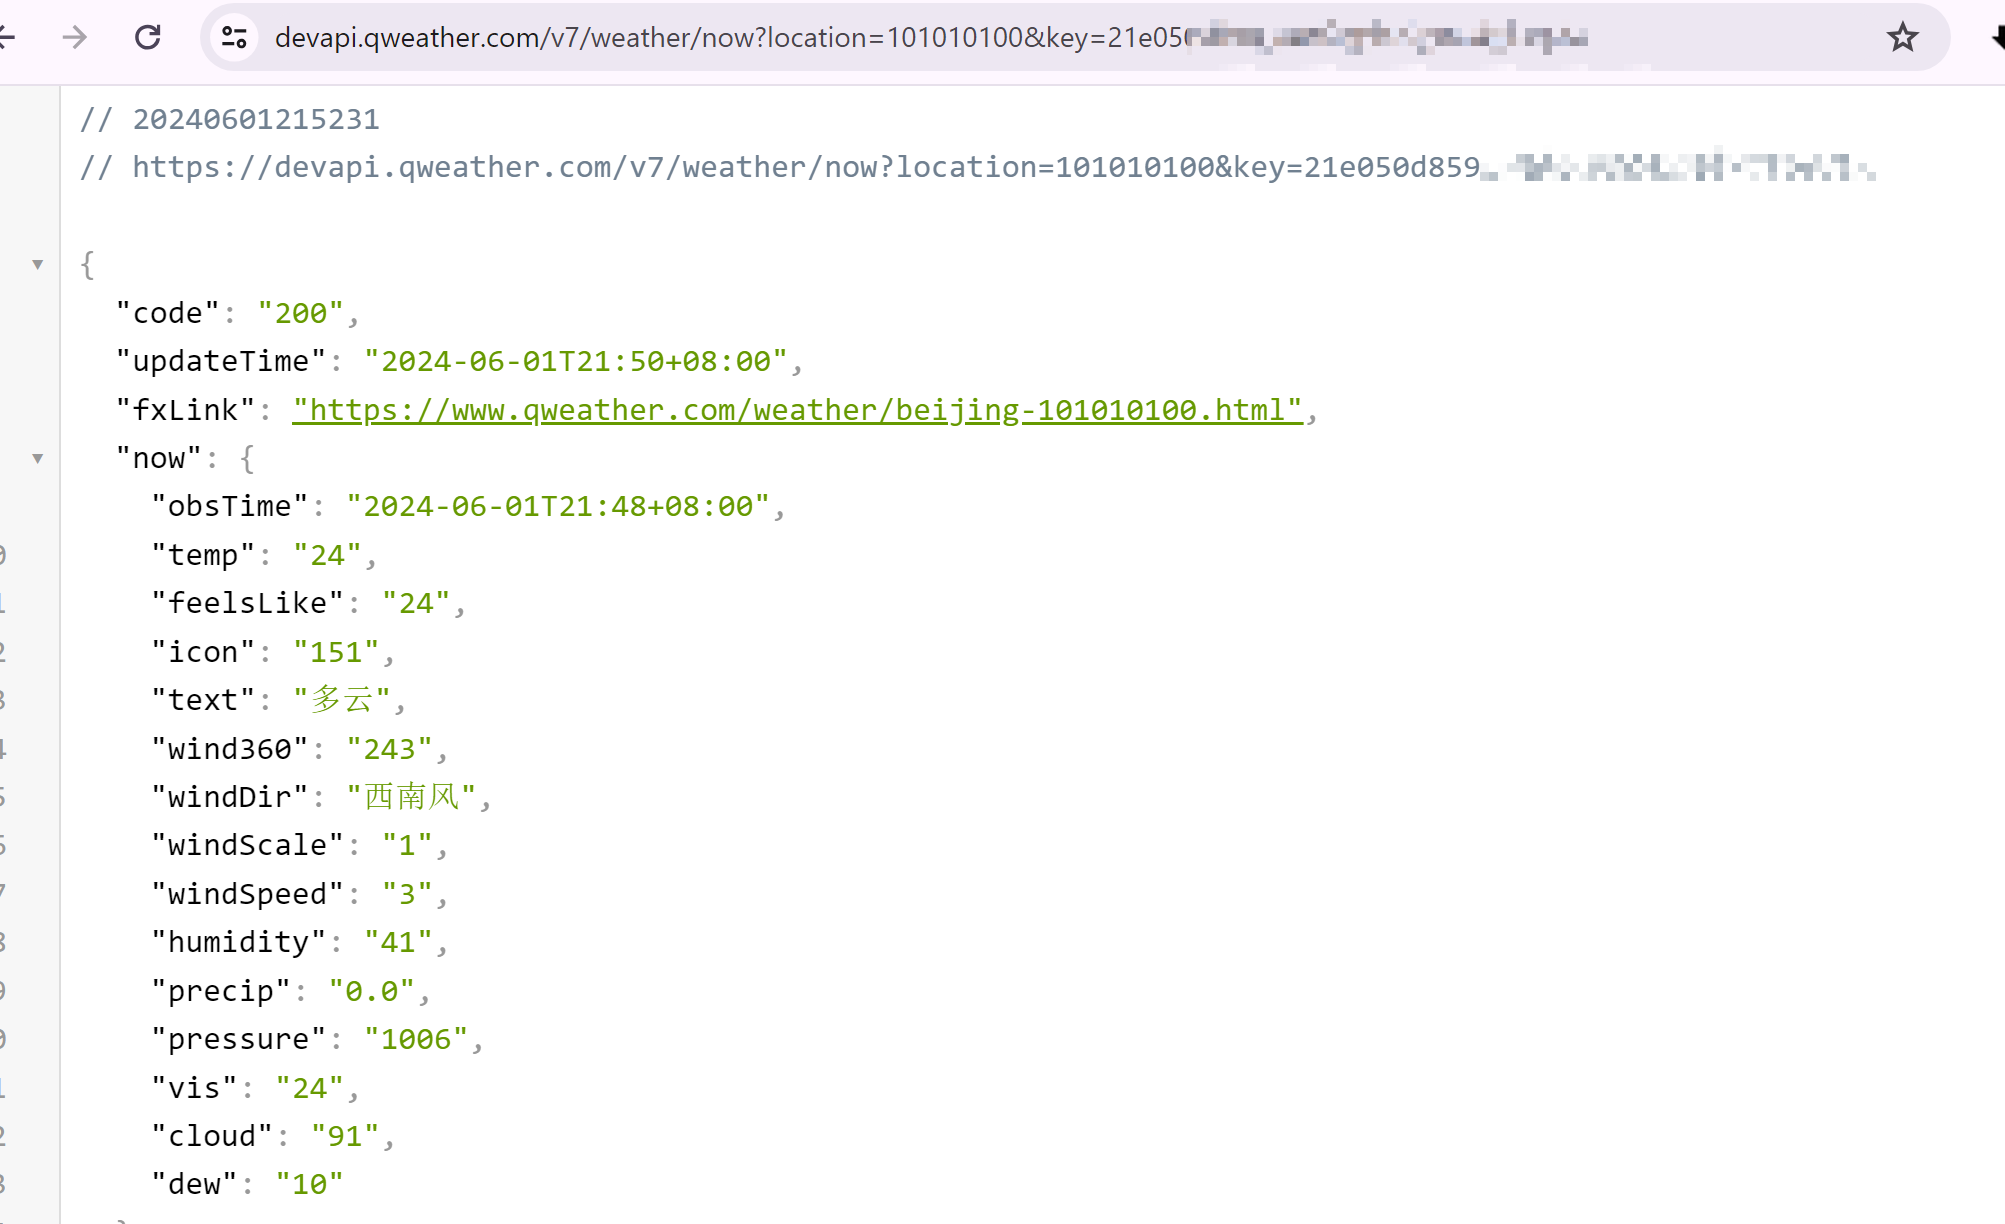 devapi.qweather.com/v7/weather/now?location=101010100&key=21e05
// 20240601215231
// https://devapi.qweather.com/v7/weather/now?location=101010100&key=21e050d859
{
"code": "200",
"updateTime": "2024-06-01T21:50+08:00",
"fxLink": "https://www.qweather.com/weather/beijing-101010100.html",
"now": {
"obsTime": "2024-06-01T21:48+08:00",
"temp": "24",
"feelsLike": "24",
"icon": "151",
"text": "多云",
"wind360": "243",
"windDir": "西南风",
"windScale": "1",
"windSpeed": "3",
"humidity": "41",
"precip": "0.0",
"pressure": "1006",
"vis": "24",
"cloud": "91",
"dew": "10"